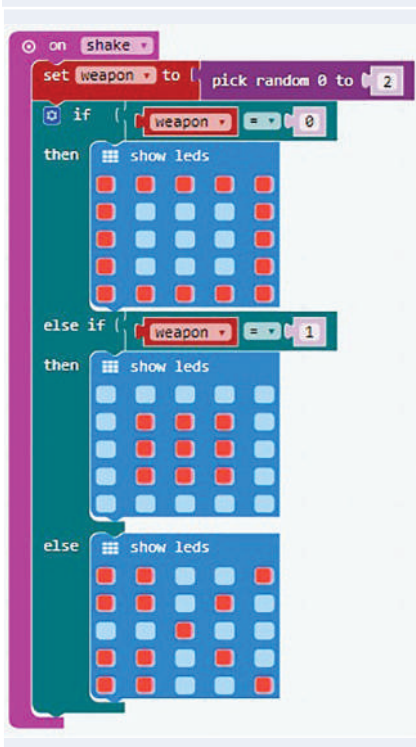 on shake
set weapon to pick random 0 to 2
if weapon = 0
then show leds
else if weapon = 1
then show leds
else show leds